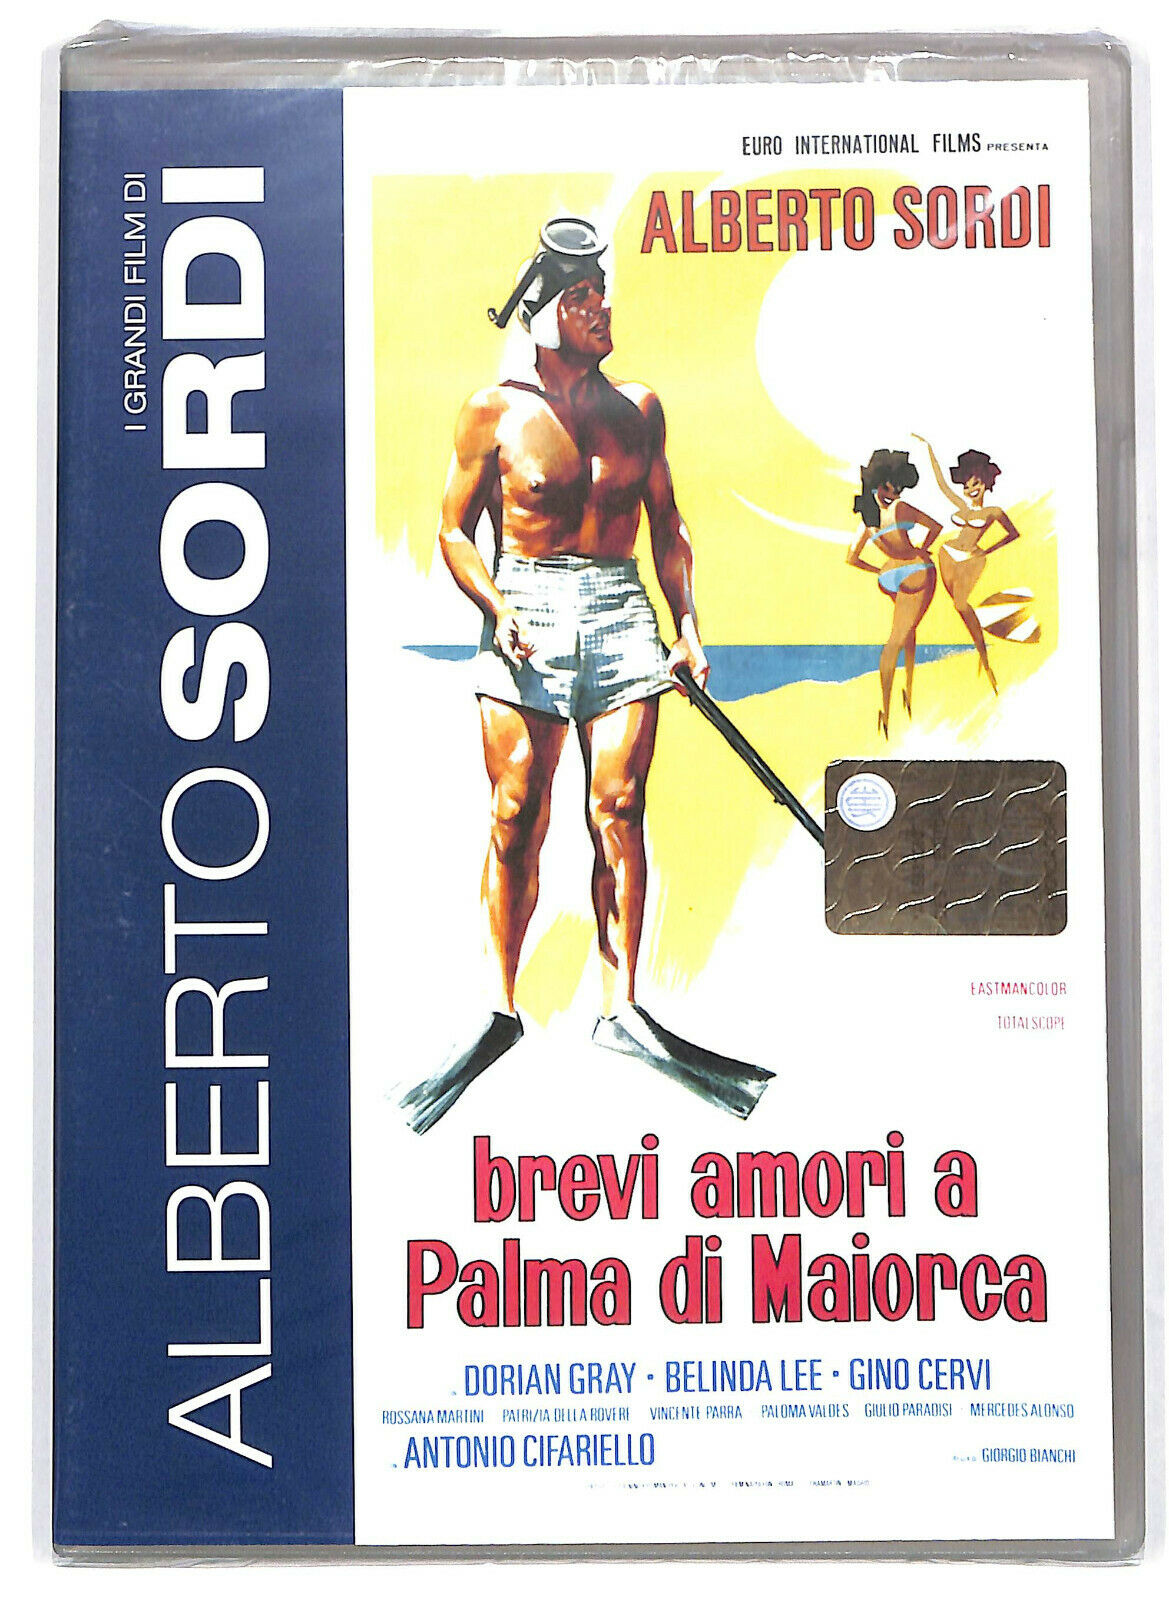 I GRANDI FILM DI
ALBERTO SORDI
EURO INTERNATIONAL FILMS PRESENTA
ALBERTO SORDI
EASTMANCOLOR
TOTALSCOPE
brevi amori a
Palma di Maiorca
DORIAN GRAY • BELINDA LEE • GINO CERVI
ROSSANA MARTINI PATRIZIA DELLA ROVERE VINCENTE PARRA PALOMA VALDES GIULIO PARADISI - MERCEDES ALONSO
ANTONIO CIFARIELLO
GIORGIO BIANCHI